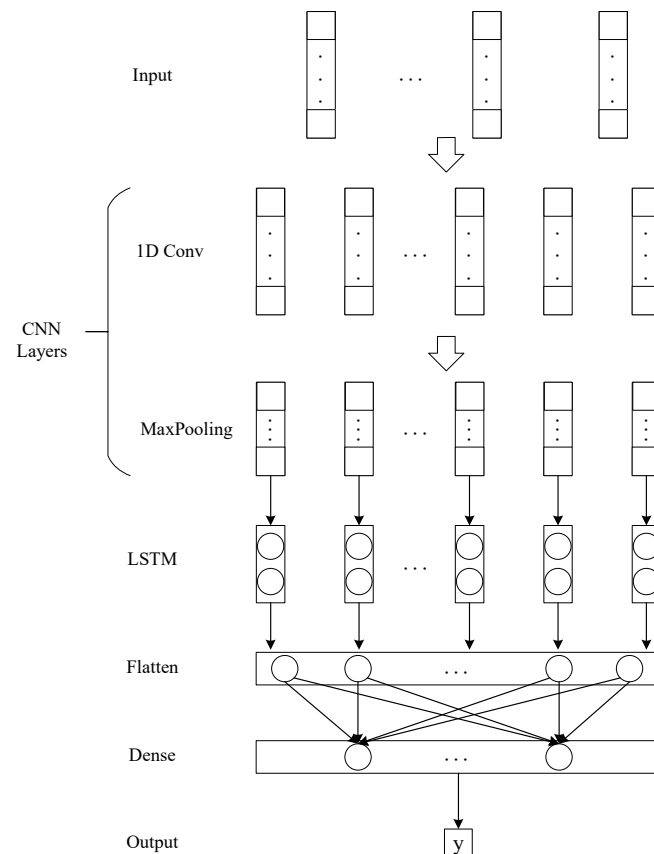 Input
...
1D Conv
...
CNN
Layers
MaxPooling
...
LSTM
...
Flatten
...
Dense
...
Output
y